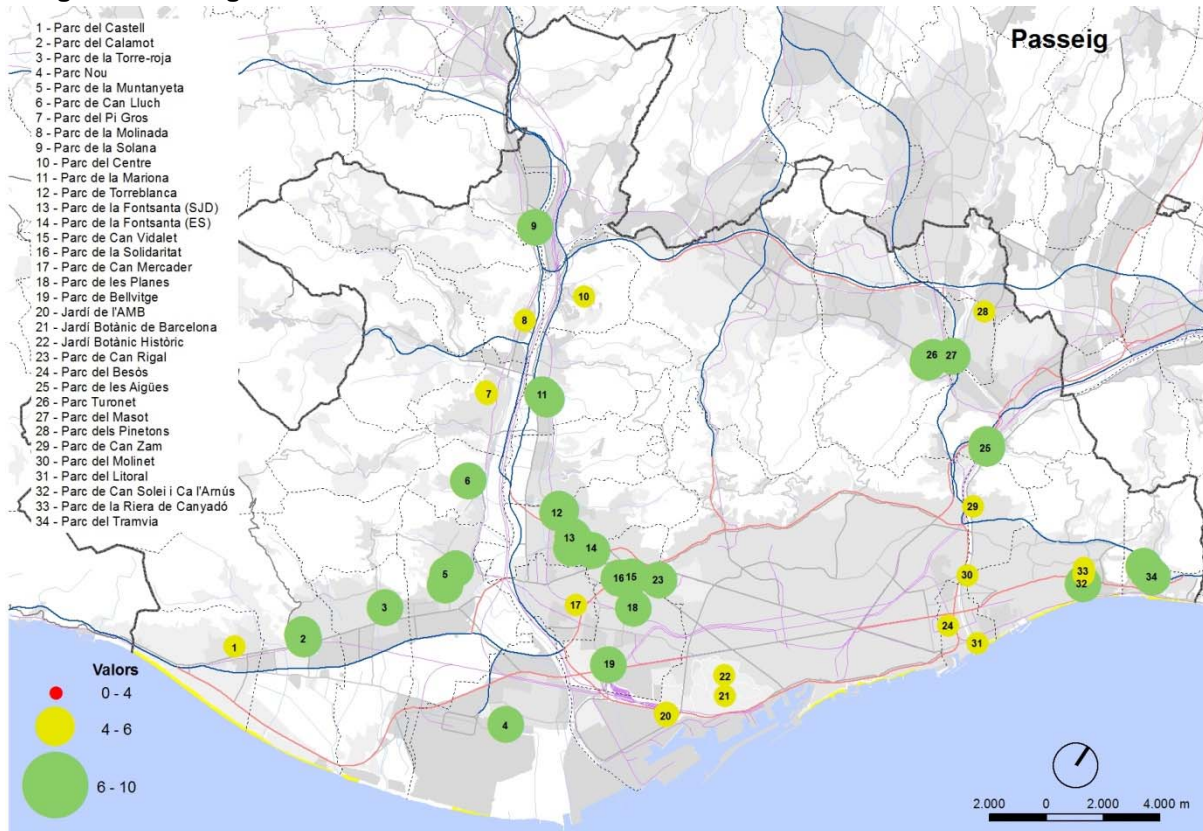 Passeig
1 - Parc del Castell
2 - Parc del Calamot
3 - Parc de la Torre-roja
4 - Parc Nou
5 - Parc de la Muntanyeta
6 - Parc de Can Lluch
7 - Parc del Pi Gros
8 - Parc de la Molinada
9 - Parc de la Solana
10 - Parc del Centre
11 - Parc de la Mariona
12 - Parc de Torreblanca
13 - Parc de la Fontsanta (SJD)
14 - Parc de la Fontsanta (ES)
15 - Parc de Can Vidalet
16 - Parc de la Solidaritat
17 - Parc de Can Mercader
18 - Parc de les Planes
19 - Parc de Bellvitge
20 - Jardí de l'AMB
21 - Jardí Botànic de Barcelona
22 - Jardí Botànic Històric
23 - Parc de Can Rigal
24 - Parc del Besós
25 - Parc de les Aigües
26 - Parc Turonet
27 - Parc del Masot
28 - Parc dels Pinetons
29 - Parc de Can Zam
30 - Parc del Molinet
31 - Parc del Litoral
32 - Parc de Can Solei i Ca l'Arnús
33 - Parc de la Riera de Canyadó
34 - Parc del Tramvia
9
10
28
8
26 27
7
11
25
6
29
12
13
14
5
16 15 23
30
33
32
34
3
17
18
24
2
1
31
19
22
21
20
4
Valors
0 - 4
4 - 6
6 - 10
2.000 0 2.000 4.000 m